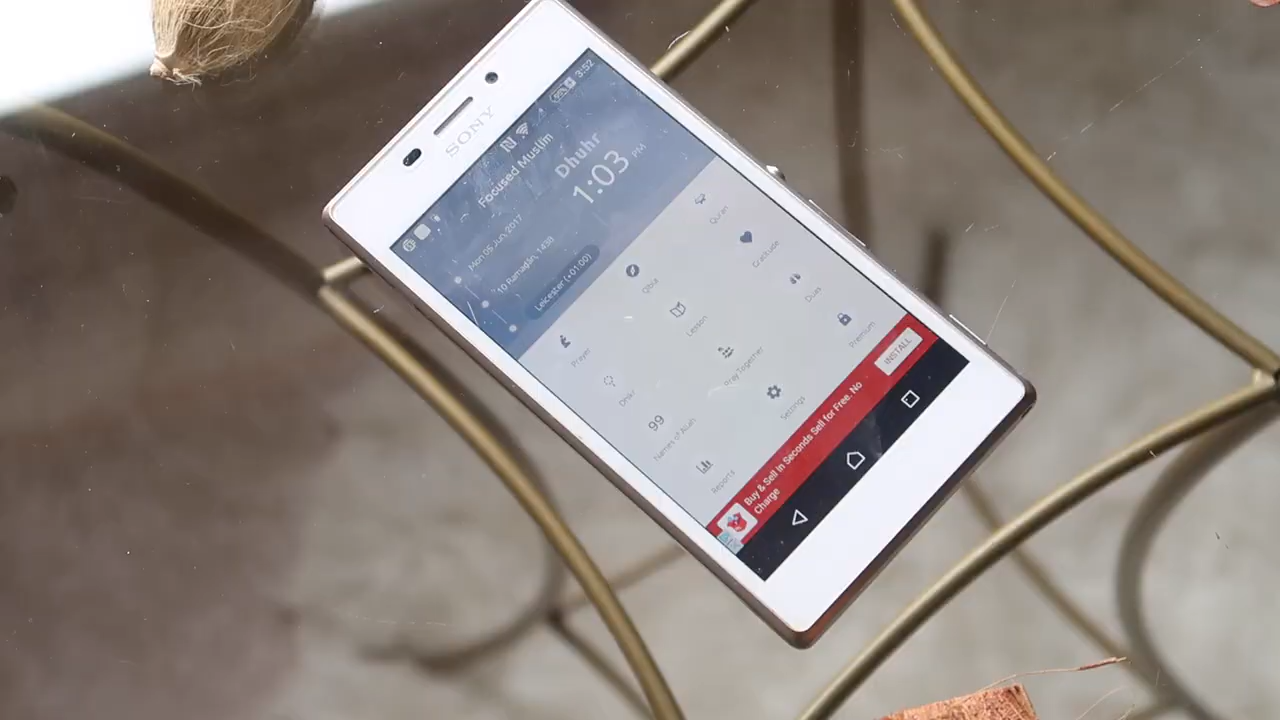 SONY
3:52
Focused Muslim
Dhuhr
1:03 PM
Mon 05 Jun, 2017
10 Ramadan, 1438
Leicester (+01:00)
Prayer
Qibla
Quran
Dhikr
Lesson
Gratitude
99
Names of Allah
Pray Together
Duas
Reports
Settings
Premium
Buy & Sell in Seconds Sell for Free. No
Charge
INSTALL